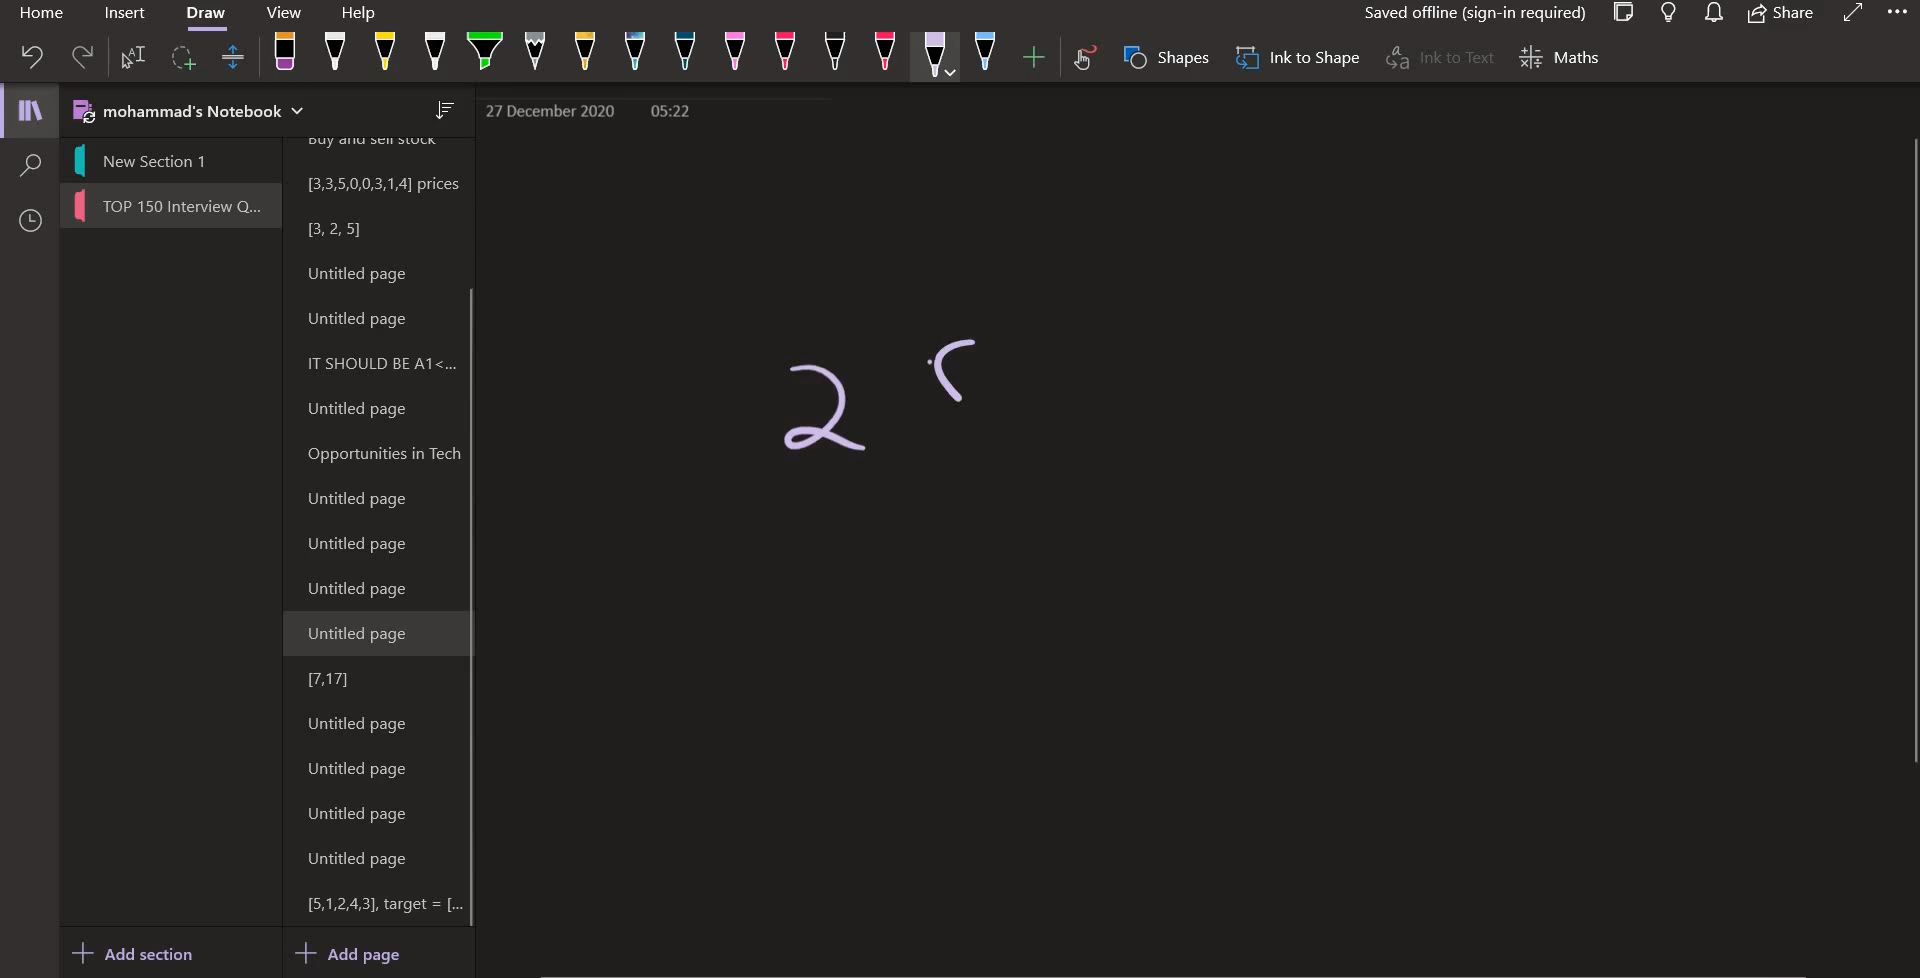 Home Insert Draw View Help Saved offline (sign-in required) Share
Shapes Ink to Shape Ink to Text Maths
mohammad's Notebook
27 December 2020 05:22
New Section 1
TOP 150 Interview Q...
Buy and sell stock
[3,3,5,0,0,3,1,4] prices
[3, 2, 5]
Untitled page
Untitled page
IT SHOULD BE A1<...
Untitled page
Opportunities in Tech
Untitled page
Untitled page
Untitled page
Untitled page
[7,17]
Untitled page
Untitled page
Untitled page
Untitled page
[5,1,2,4,3], target = [...
Add section
Add page
2